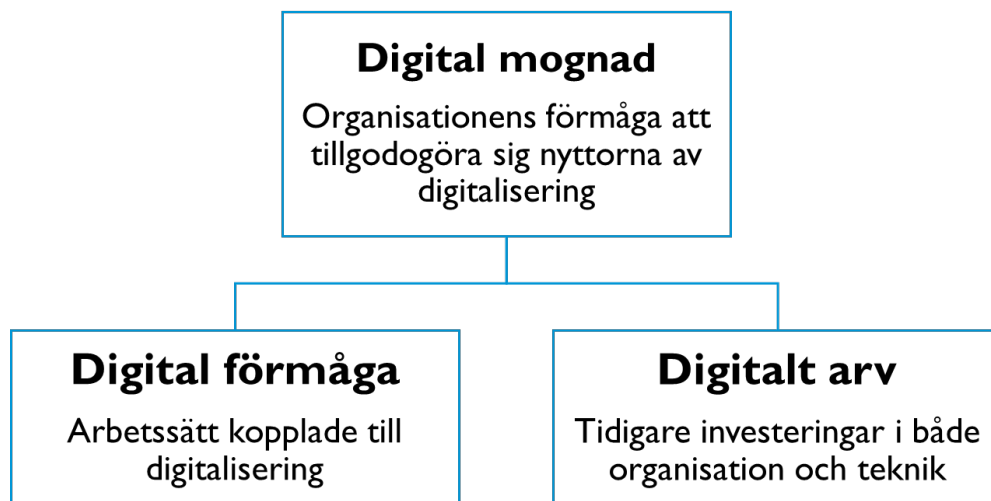 Digital mognad
Organisationens förmåga att
tillgodogöra sig nyttorna av
digitalisering
Digital förmåga
Arbetssätt kopplade till
digitalisering
Digitalt arv
Tidigare investeringar i både
organisation och teknik